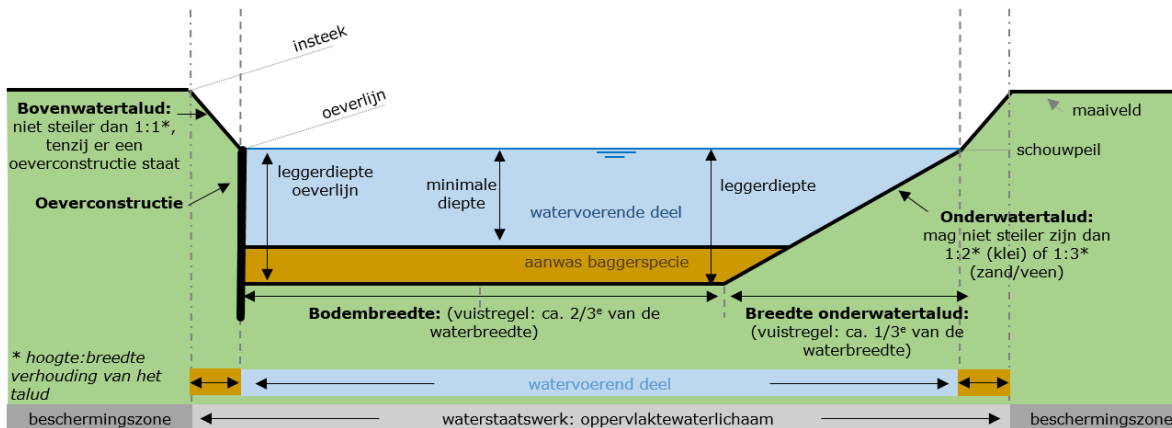 insteek
Bovenwatertalud:
niet steiler dan 1:1*,
tenzij er een
oeverconstructie staat
oeverlijn
maaiveld
schouwpeil
Oeverconstructie
leggerdiepte
oeverlijn
minimale
diepte
leggerdiepte
watervoerende deel
Onderwatertalud:
mag niet steiler zijn dan
1:2* (klei) of 1:3*
(zand/veen)
aanwas baggerspecie
Bodembreedte: (vuistregel: ca. 2/3ᵉ van de
waterbreedte)
Breedte onderwatertalud:
(vuistregel: ca. 1/3ᵉ van de
waterbreedte)
* hoogte:breedte
verhouding van het
talud
watervoerend deel
beschermingszone
waterstaatswerk: oppervlaktewaterlichaam
beschermingszone